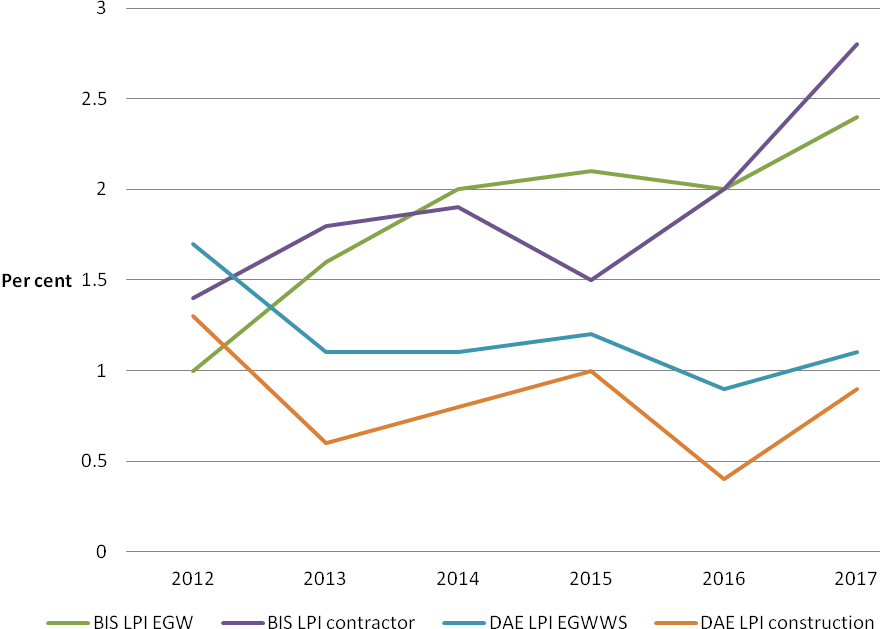 3
2.5
2
Per cent 1.5
1
0.5
0
2012 2013 2014 2015 2016 2017
BIS LPI EGW BIS LPI contractor DAE LPI EGWWS DAE LPI construction